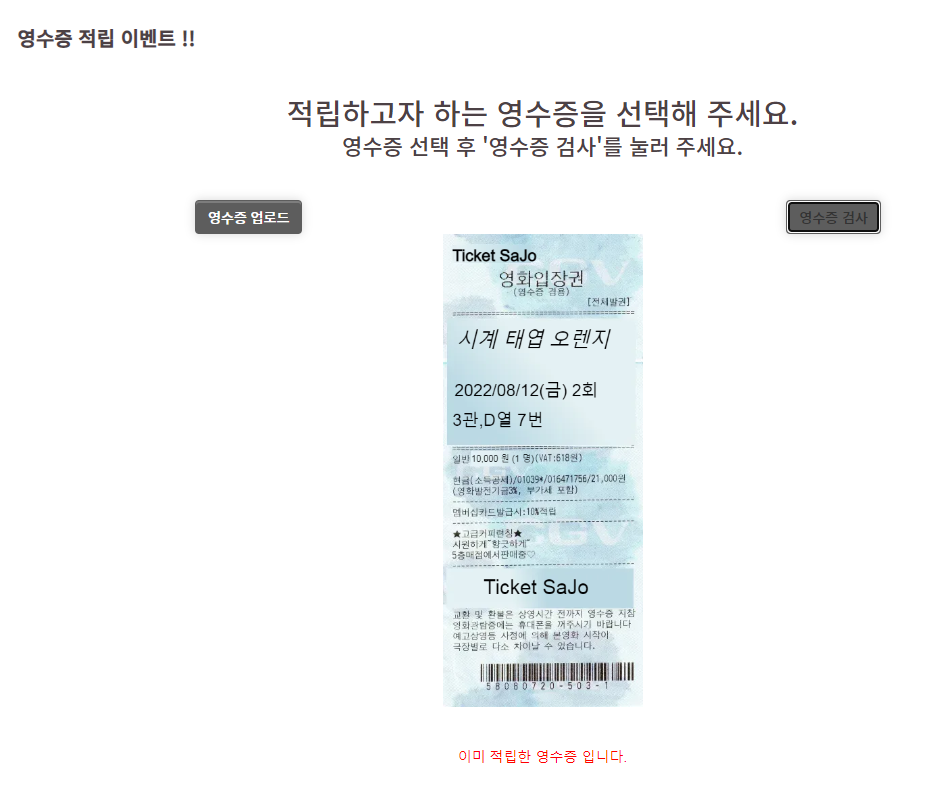 영수증 적립 이벤트 !!
적립하고자 하는 영수증을 선택해 주세요.
영수증 선택 후 '영수증 검사'를 눌러 주세요.
영수증 업로드
영수증 검사
Ticket SaJo
CGV
영화입장권
(영수증 겸용)
[전체발권]
시계 태엽 오렌지
2022/08/12(금) 2회
3관,D열 7번
일반 10,000 원 (1 명)(VAT:618원)
현금(소득공제)/01039*/016471756/21,000원
(영화발전기금3%, 부가세 포함)
멤버십카드발급시:10%적립
★고급커피런칭★
시원하게~향긋하게~
5층매점에서판매중♡
CGV
Ticket SaJo
교환 및 환불은 상영시간 전까지 영수증 지참
영화관람중에는 휴대폰을 꺼주시기 바랍니다
예고상영등 사정에 의해 본영화 시작이
극장별로 다소 차이날 수 있습니다.
58080720-503-1
이미 적립한 영수증 입니다.